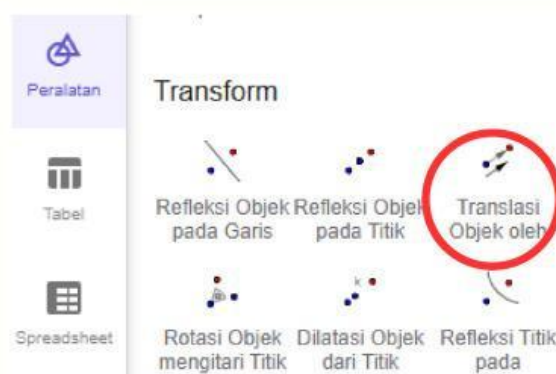 Peralatan
Transform
Tabel
Refleksi Objek
pada Garis
Refleksi Objek
pada Titik
Translasi
Objek oleh
Spreadsheet
Rotasi Objek
mengitari Titik
k
Dilatasi Objek
dari Titik
Refleksi Titik
pada